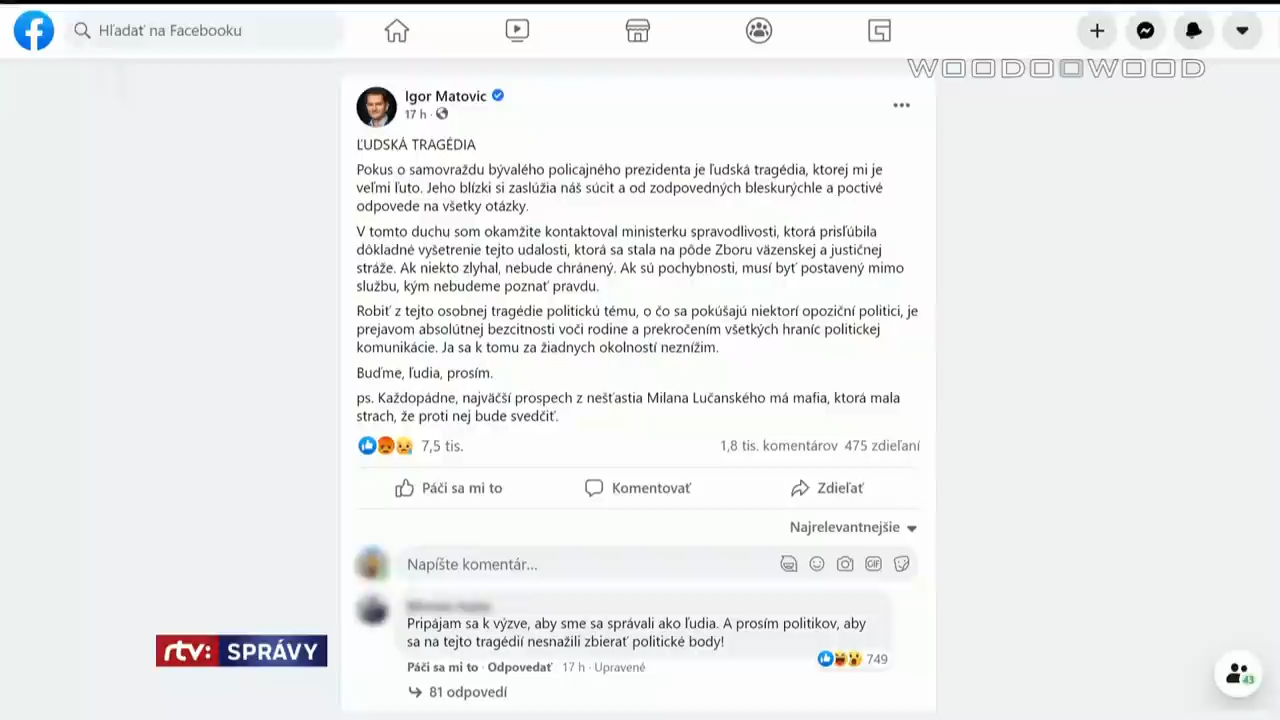 Hľadať na Facebooku
WOODOOWOOD
Igor Matovic
17 h ·
ĽUDSKÁ TRAGÉDIA
Pokus o samovraždu bývalého policajného prezidenta je ľudská tragédia, ktorej mi je
veľmi ľuto. Jeho blízki si zaslúžia náš súcit a od zodpovedných bleskurýchle a poctivé
odpovede na všetky otázky.
V tomto duchu som okamžite kontaktoval ministerku spravodlivosti, ktorá prisľúbila
dôkladné vyšetrenie tejto udalosti, ktorá sa stala na pôde Zboru väzenskej a justičnej
stráže. Ak niekto zlyhal, nebude chránený. Ak sú pochybnosti, musí byť postavený mimo
službu, kým nebudeme poznať pravdu.
Robiť z tejto osobnej tragédie politickú tému, o čo sa pokúšajú niektorí opoziční politici, je
prejavom absolútnej bezcitnosti voči rodine a prekročením všetkých hraníc politickej
komunikácie. Ja sa k tomu za žiadnych okolností neznížim.
Buďme, ľudia, prosím.
ps. Každopádne, najväčší prospech z nešťastia Milana Lučanského má mafia, ktorá mala
strach, že proti nej bude svedčiť.
7,5 tis.
1,8 tis. komentárov 475 zdieľaní
Páči sa mi to
Komentovať
Zdieľať
Najrelevantnejšie
Napíšte komentár...
GIF
Pripájam sa k výzve, aby sme sa správali ako ľudia. A prosím politikov, aby
sa na tejto tragédií nesnažili zbierať politické body!
749
Páči sa mi to · Odpovedať 17 h · Upravené
81 odpovedí
rtv: SPRÁVY
43